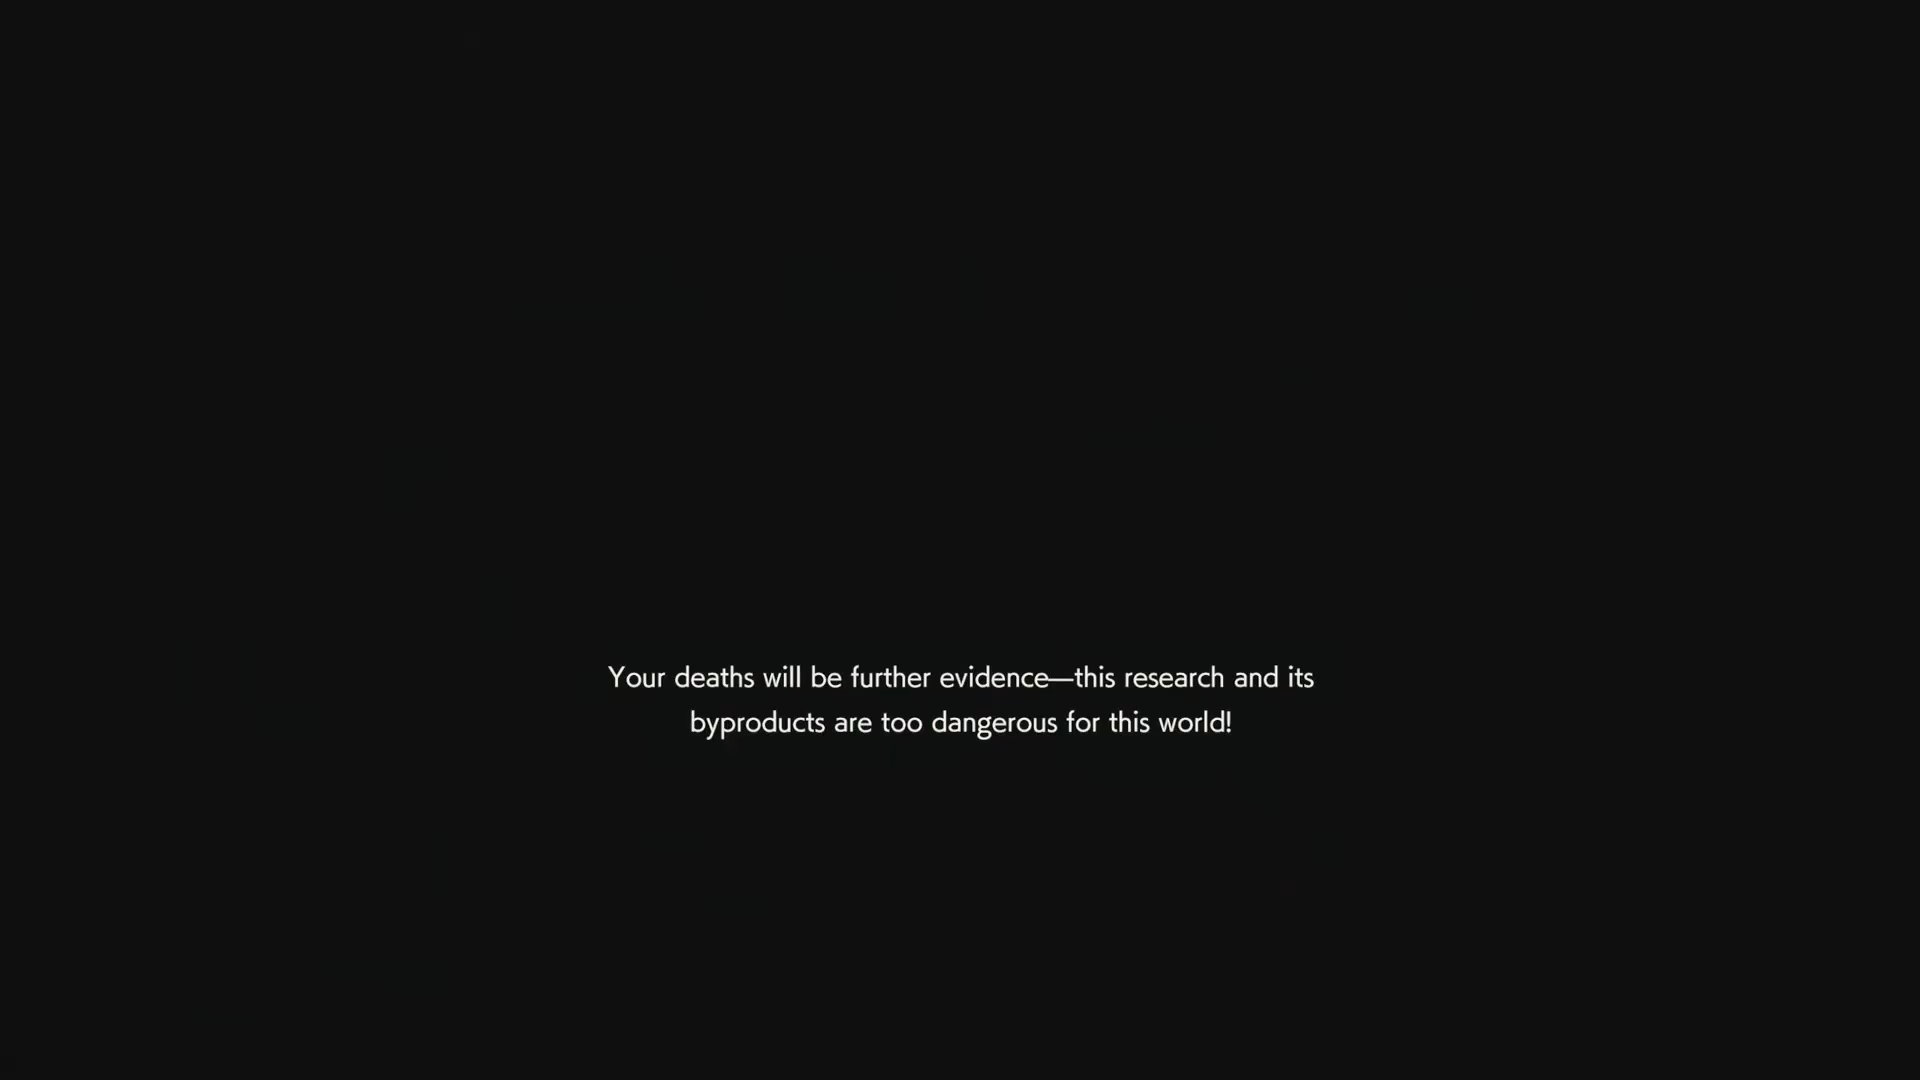 Your deaths will be further evidence—this research and its
byproducts are too dangerous for this world!